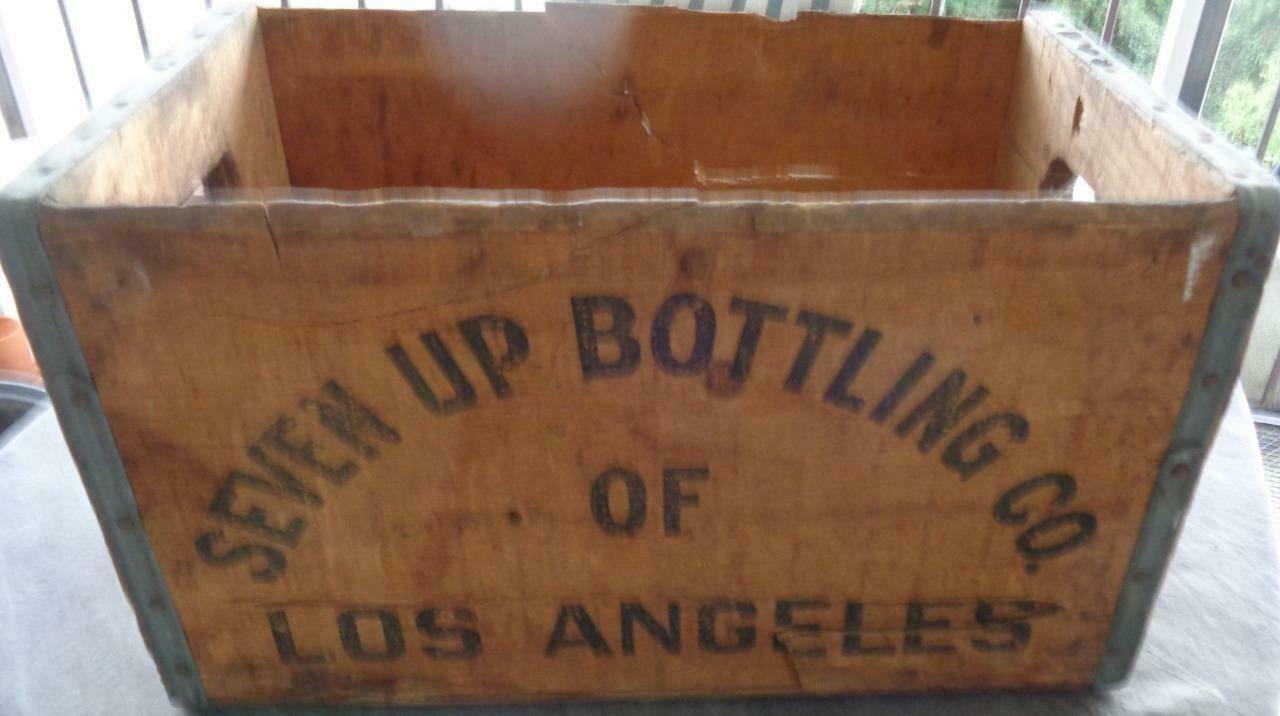 SEVEN UP BOTTLING CO.
OF
LOS ANGELES